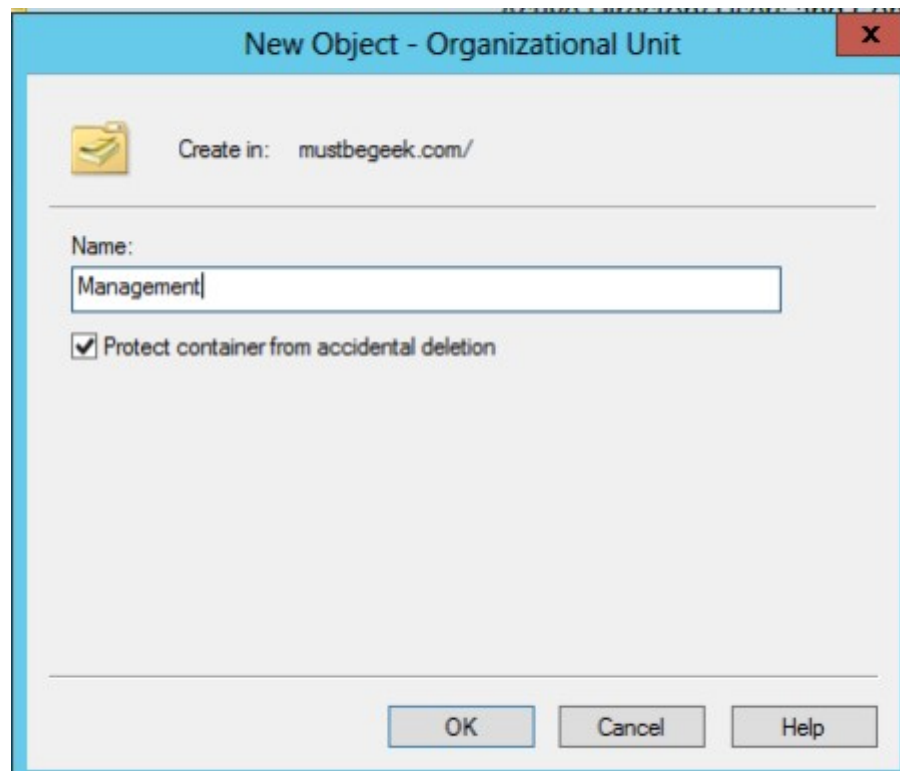 New Object - Organizational Unit
x
Create in: mustbegeek.com/
Name:
Management
Protect container from accidental deletion
OK Cancel Help